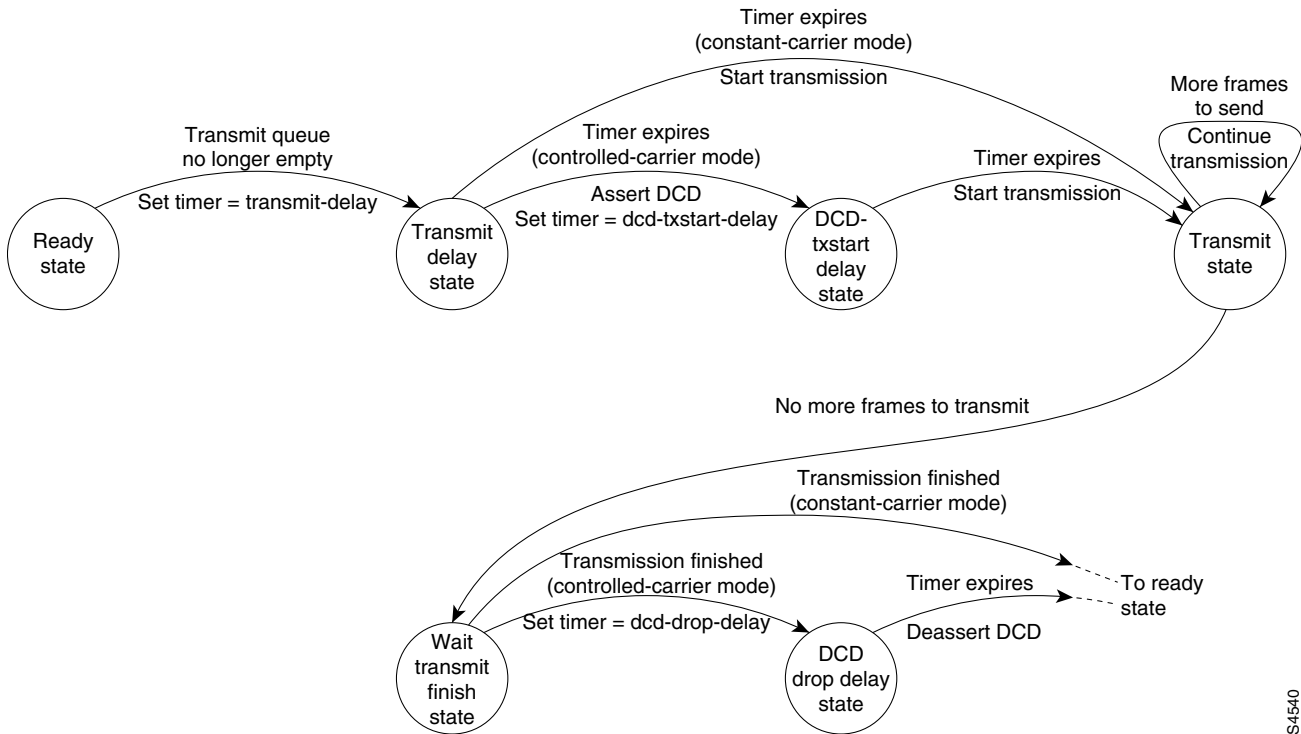 Timer expires
(constant-carrier mode)
Start transmission
More frames
to send
Continue
transmission
Transmit queue
no longer empty
Set timer = transmit-delay
Timer expires
(controlled-carrier mode)
Assert DCD
Set timer = dcd-txstart-delay
Timer expires
Start transmission
Ready
state
Transmit
delay
state
DCD-
txstart
delay
state
Transmit
state
No more frames to transmit
Transmission finished
(constant-carrier mode)
Transmission finished
(controlled-carrier mode)
Set timer = dcd-drop-delay
Timer expires
Deassert DCD
To ready
state
Wait
transmit
finish
state
DCD
drop delay
state
S4540